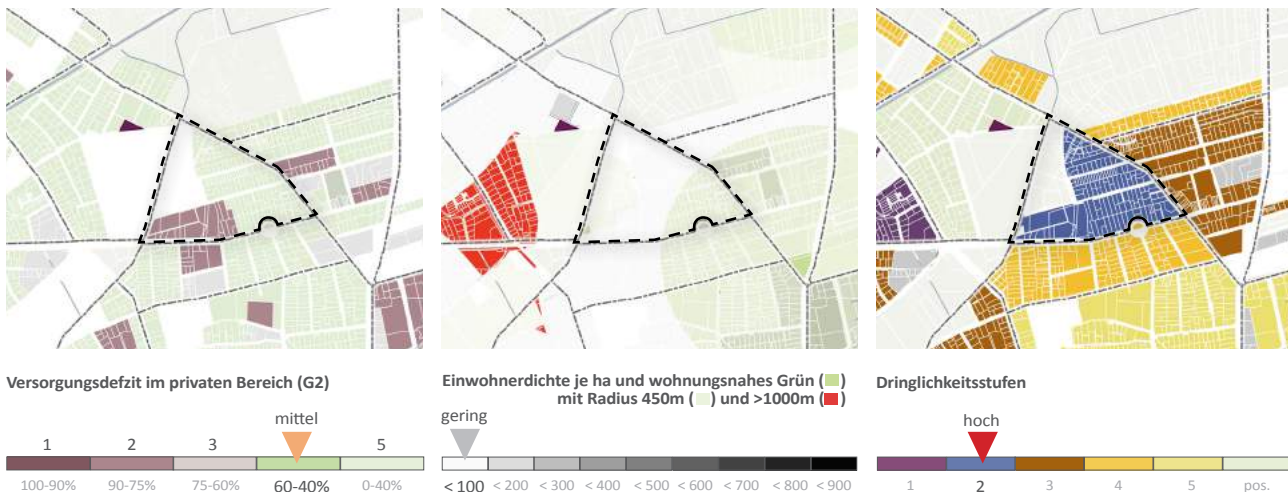 Versorgungsdefzit im privaten Bereich (G2)
mittel
1 2 3 5
100-90% 90-75% 75-60% 60-40% 0-40%
Einwohnerdichte je ha und wohnungsnahes Grün ( )
mit Radius 450m ( ) und >1000m ( )
gering
< 100 < 200 < 300 < 400 < 500 < 600 < 700 < 800 < 900
Dringlichkeitsstufen
hoch
1 2 3 4 5 pos.